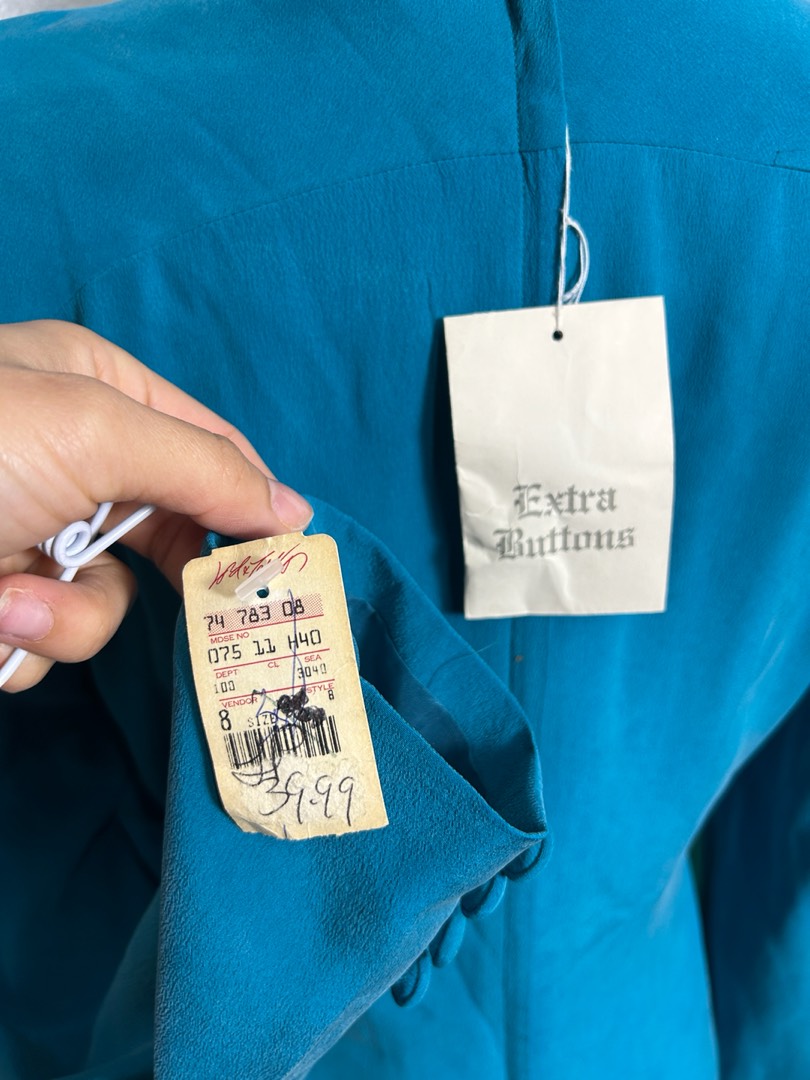 Extra
Buttons
74 783 08
MDSE NO
075 11 H40
DEPT CL SEA
100 3040
VENDOR STYLE
8 SIZE 8
39.99